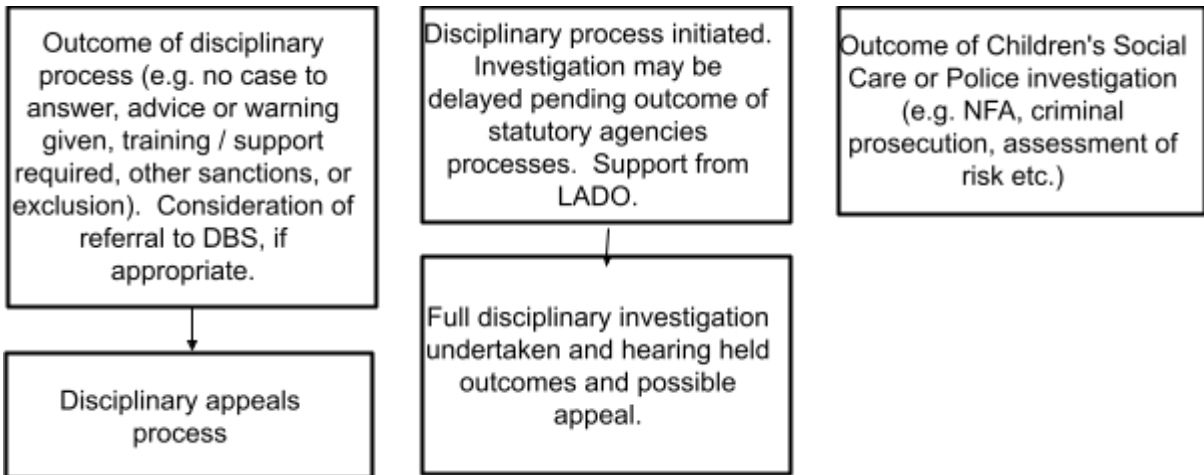 Outcome of disciplinary
process (e.g. no case to
answer, advice or warning
given, training / support
required, other sanctions, or
exclusion).  Consideration of
referral to DBS, if
appropriate.
Disciplinary appeals
process
Disciplinary process initiated.
Investigation may be
delayed pending outcome of
statutory agencies
processes.  Support from
LADO.
Full disciplinary investigation
undertaken and hearing held
outcomes and possible
appeal.
Outcome of Children's Social
Care or Police investigation
(e.g. NFA, criminal
prosecution, assessment of
risk etc.)